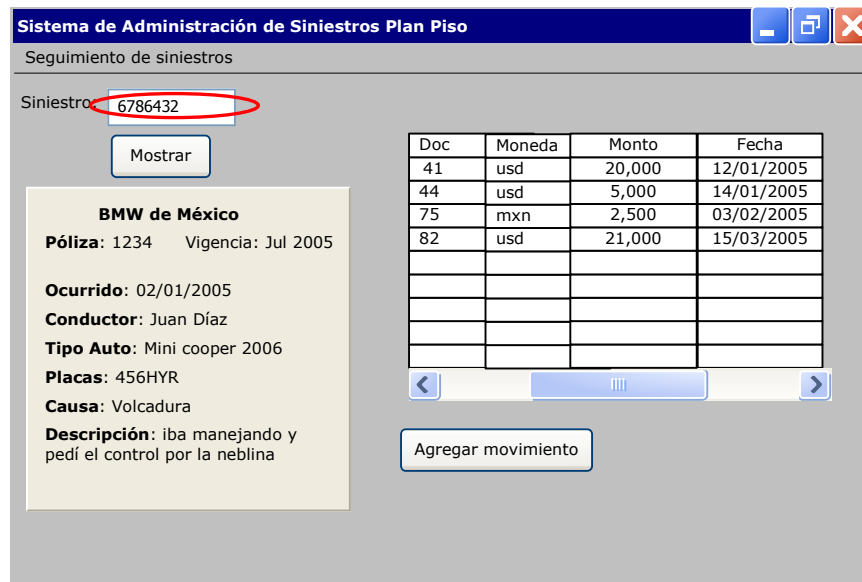 Sistema de Administración de Siniestros Plan Piso
Seguimiento de siniestros
Siniestro: 6786432
Mostrar
BMW de México
Póliza: 1234 Vigencia: Jul 2005
Ocurrido: 02/01/2005
Conductor: Juan Díaz
Tipo Auto: Mini cooper 2006
Placas: 456HYR
Causa: Volcadura
Descripción: iba manejando y
pedí el control por la neblina
Doc Moneda Monto Fecha
41 usd 20,000 12/01/2005
44 usd 5,000 14/01/2005
75 mxn 2,500 03/02/2005
82 usd 21,000 15/03/2005
Agregar movimiento